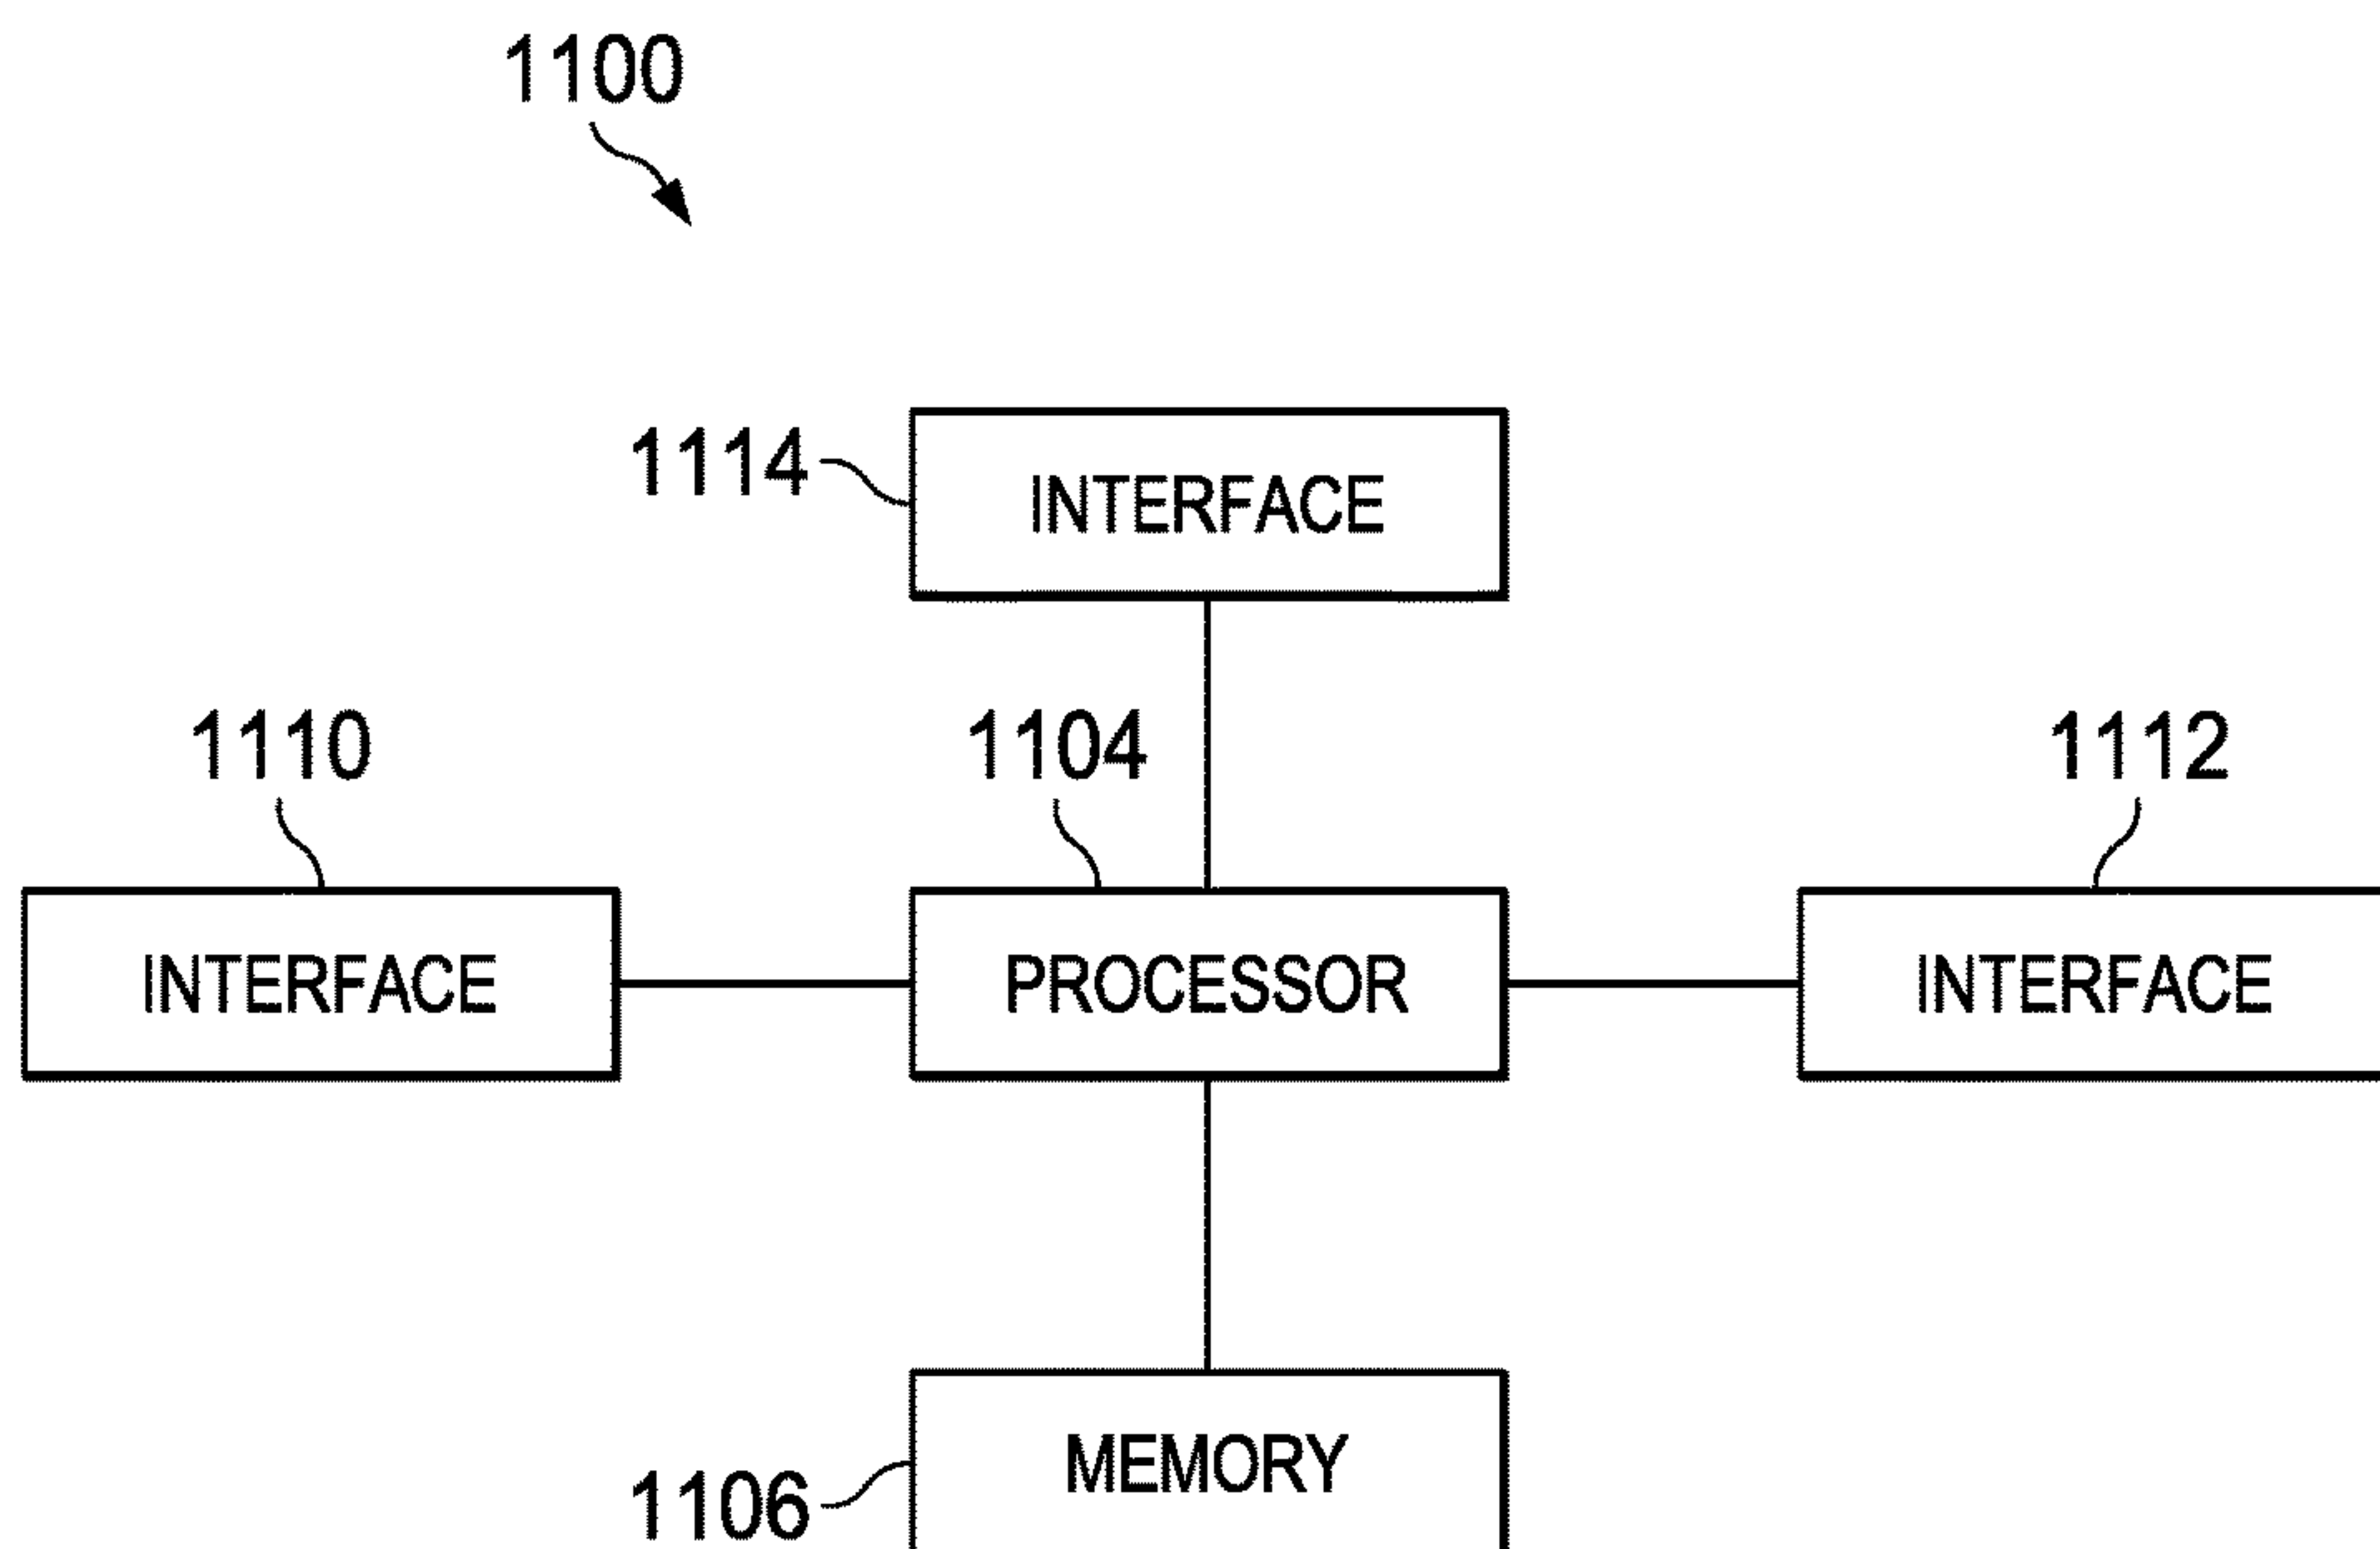 1100
1114
INTERFACE
1110
1104
1112
INTERFACE
PROCESSOR
INTERFACE
MEMORY
1106